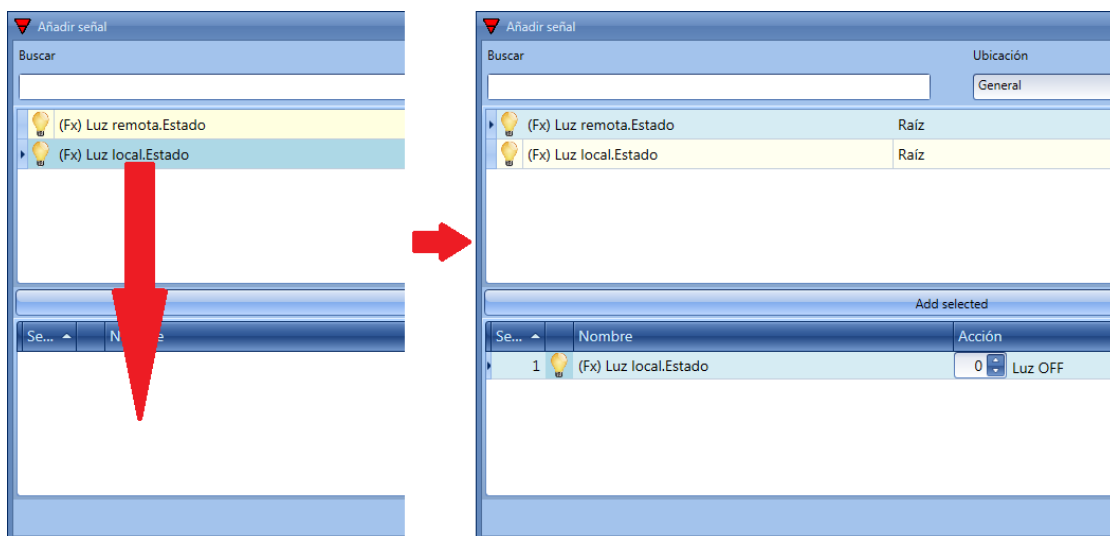 Añadir señal
Buscar
(Fx) Luz remota.Estado
(Fx) Luz local.Estado
Se...
Añadir señal
Buscar
Ubicación
General
(Fx) Luz remota.Estado Raíz
(Fx) Luz local.Estado Raíz
Add selected
Se... Nombre Acción
1 (Fx) Luz local.Estado 0 Luz OFF